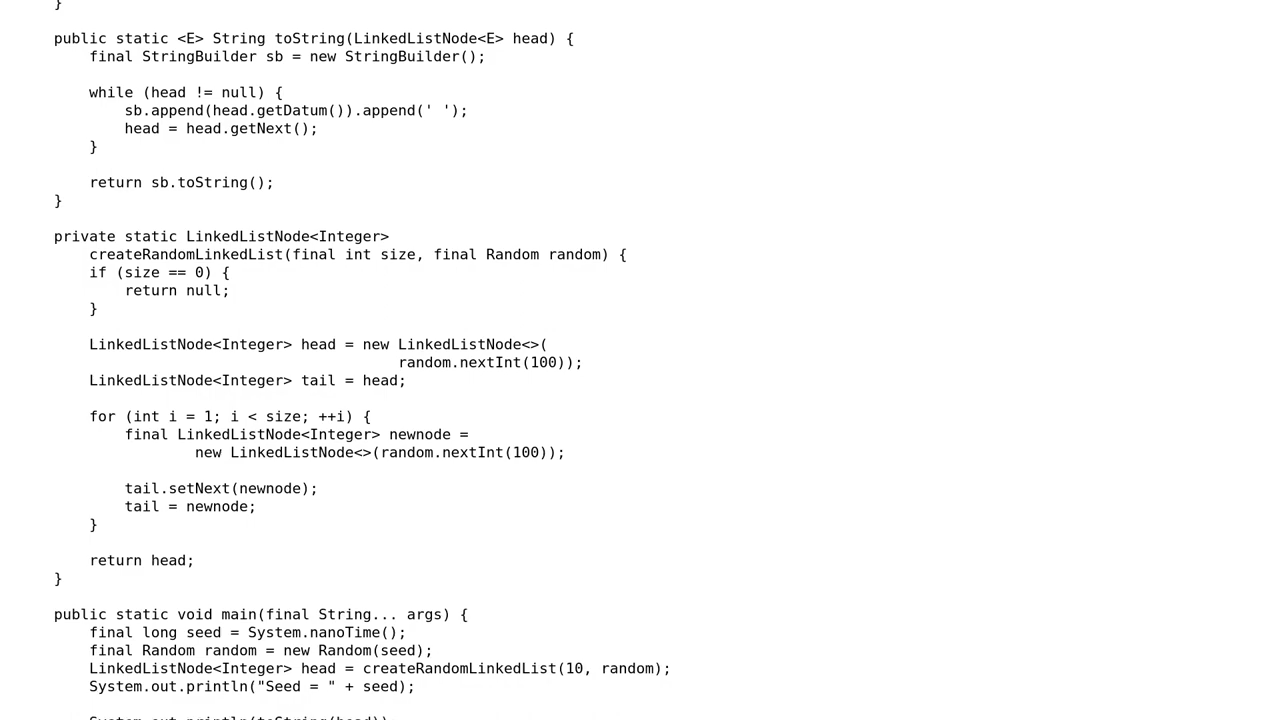 }
public static <E> String toString(LinkedListNode<E> head) {
final StringBuilder sb = new StringBuilder();
while (head != null) {
sb.append(head.getDatum()).append(' ');
head = head.getNext();
}
return sb.toString();
}
private static LinkedListNode<Integer>
createRandomLinkedList(final int size, final Random random) {
if (size == 0) {
return null;
}
LinkedListNode<Integer> head = new LinkedListNode<>(
random.nextInt(100));
LinkedListNode<Integer> tail = head;
for (int i = 1; i < size; ++i) {
final LinkedListNode<Integer> newnode =
new LinkedListNode<>(random.nextInt(100));
tail.setNext(newnode);
tail = newnode;
}
return head;
}
public static void main(final String... args) {
final long seed = System.nanoTime();
final Random random = new Random(seed);
LinkedListNode<Integer> head = createRandomLinkedList(10, random);
System.out.println("Seed = " + seed);
System.out.println(toString(head));